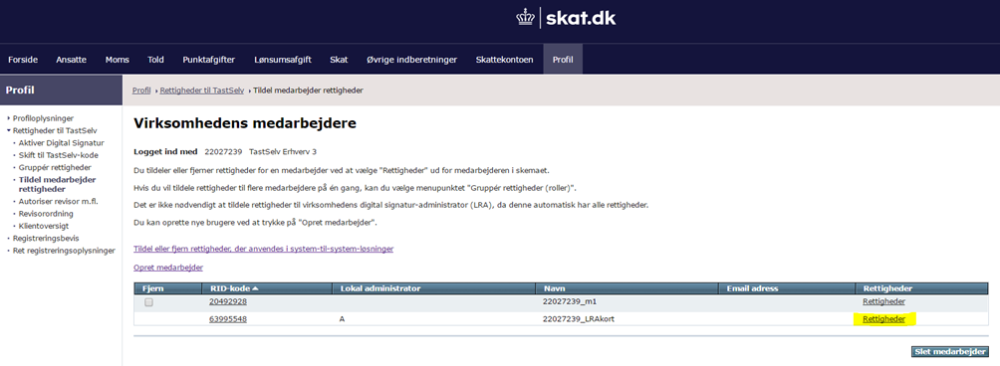 skat.dk
Forside Ansatte Moms Told Punktafgifter Lønsumsafgift Skat Øvrige indberetninger Skattekontoen Profil
Profil
Profil Rettigheder til TastSelv Tildel medarbejder rettigheder
Profiloplysninger
Rettigheder til TastSelv
Aktiver Digital Signatur
Skift til TastSelv-kode
Gruppér rettigheder
Tildel medarbejder
rettigheder
Autoriser revisor m.fl.
Revisorordning
Klientoversigt
Registreringsbevis
Ret registreringsoplysninger
Virksomhedens medarbejdere
Logget ind med 22027239 TastSelv Erhverv 3
Du tildeler eller fjerner rettigheder for en medarbejder ved at vælge "Rettigheder" ud for medarbejderen i skemaet.
Hvis du vil tildele rettigheder til flere medarbejdere på én gang, kan du vælge menupunktet "Gruppér rettigheder (roller)".
Det er ikke nødvendigt at tildele rettigheder til virksomhedens digital signatur-administrator (LRA), da denne automatisk har alle rettigheder.
Du kan oprette nye brugere ved at trykke på "Opret medarbejder".
Tildel eller fjern rettigheder, der anvendes i system-til-system-løsninger
Opret medarbejder
Fjern RID-kode Lokal administrator Navn Email adress Rettigheder
20492928 22027239_m1 Rettigheder
63995548 A 22027239_LRAkort Rettigheder
Slet medarbejder